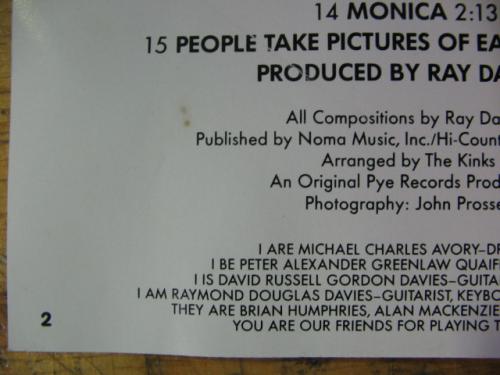 14 MONICA 2:13
15 PEOPLE TAKE PICTURES OF EA
PRODUCED BY RAY DA
All Compositions by Ray Da
Published by Noma Music, Inc./Hi-Count
Arranged by The Kinks
An Original Pye Records Prod
Photography: John Prosse
I ARE MICHAEL CHARLES AVORY–DR
I BE PETER ALEXANDER GREENLAW QUAIF
I IS DAVID RUSSELL GORDON DAVIES–GUITA
I AM RAYMOND DOUGLAS DAVIES–GUITARIST, KEYBO
THEY ARE BRIAN HUMPHRIES, ALAN MACKENZIE
YOU ARE OUR FRIENDS FOR PLAYING T
2